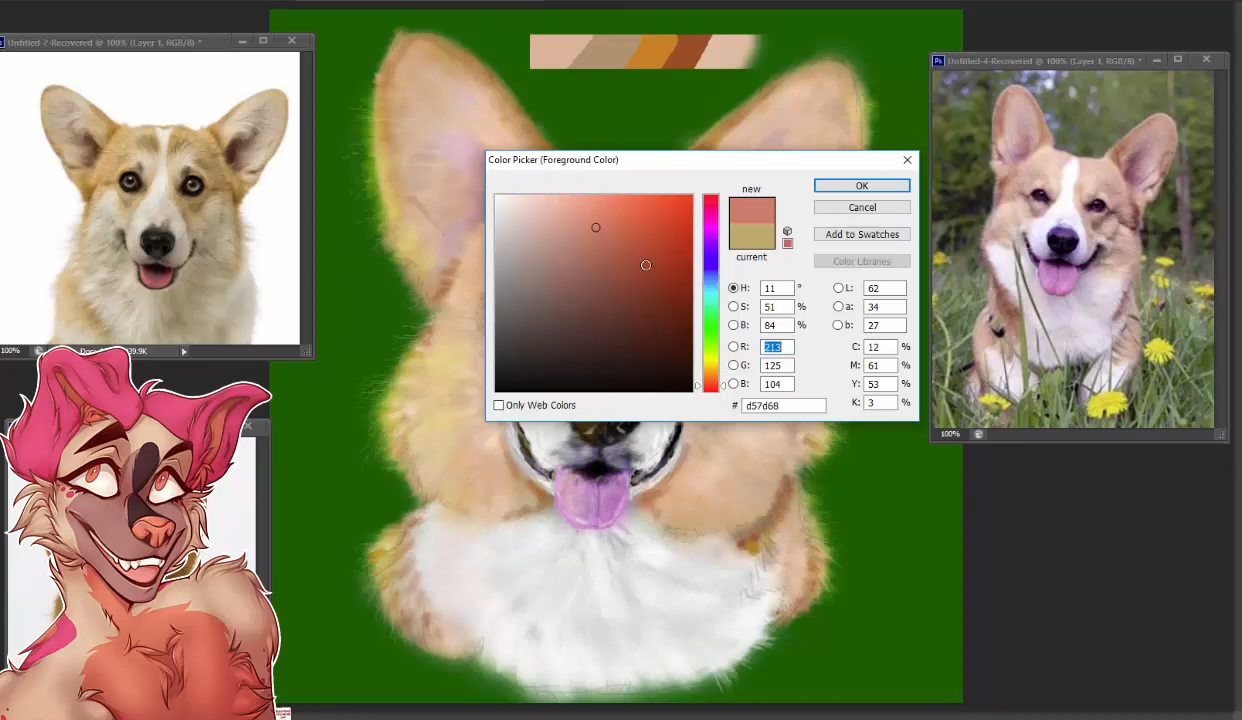 Untitled-2-Recovered @ 100% (Layer 1, RGB/8) *
100%
Untitled-4-Recovered @ 100% (Layer 1, RGB/8) *
100%
Color Picker (Foreground Color)
new
current
OK
Cancel
Add to Swatches
Color Libraries
H: 11 °
S: 51 %
B: 84 %
R: 213
G: 125
B: 104
L: 62
a: 34
b: 27
C: 12 %
M: 61 %
Y: 53 %
K: 3 %
# d57d68
Only Web Colors